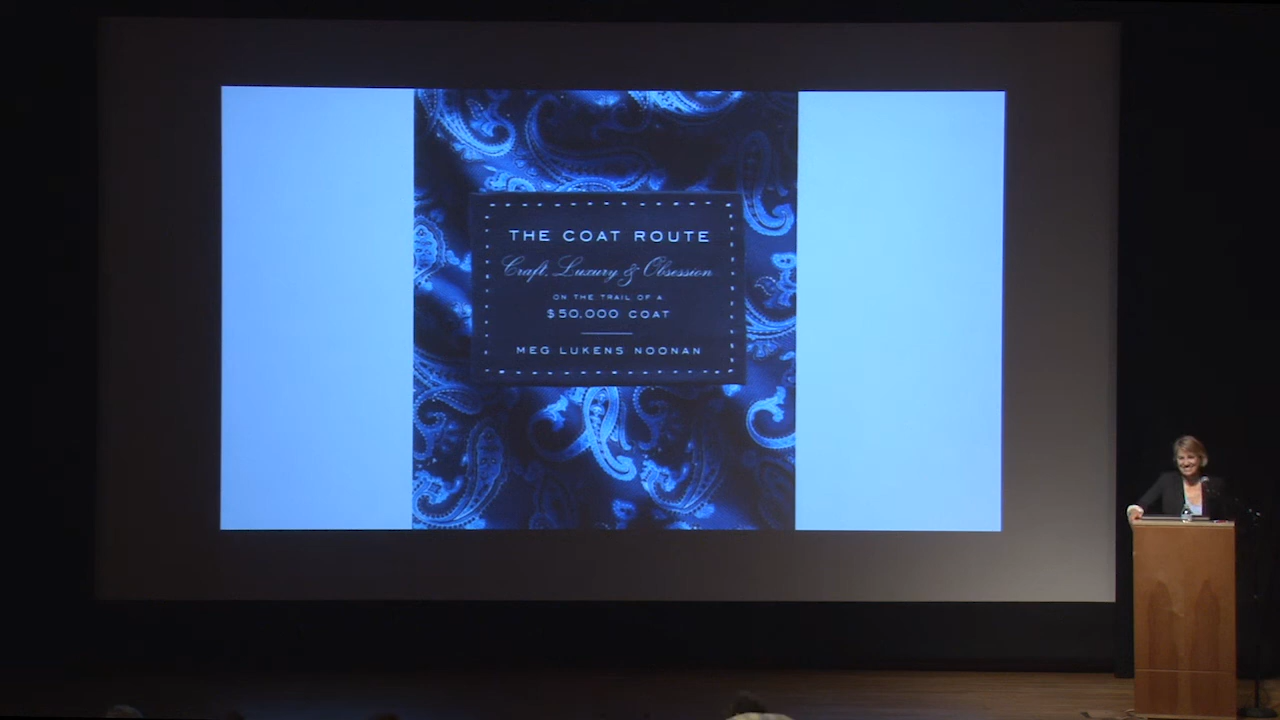 THE COAT ROUTE
Craft, Luxury & Obsession
ON THE TRAIL OF A
$50,000 COAT
MEG LUKENS NOONAN